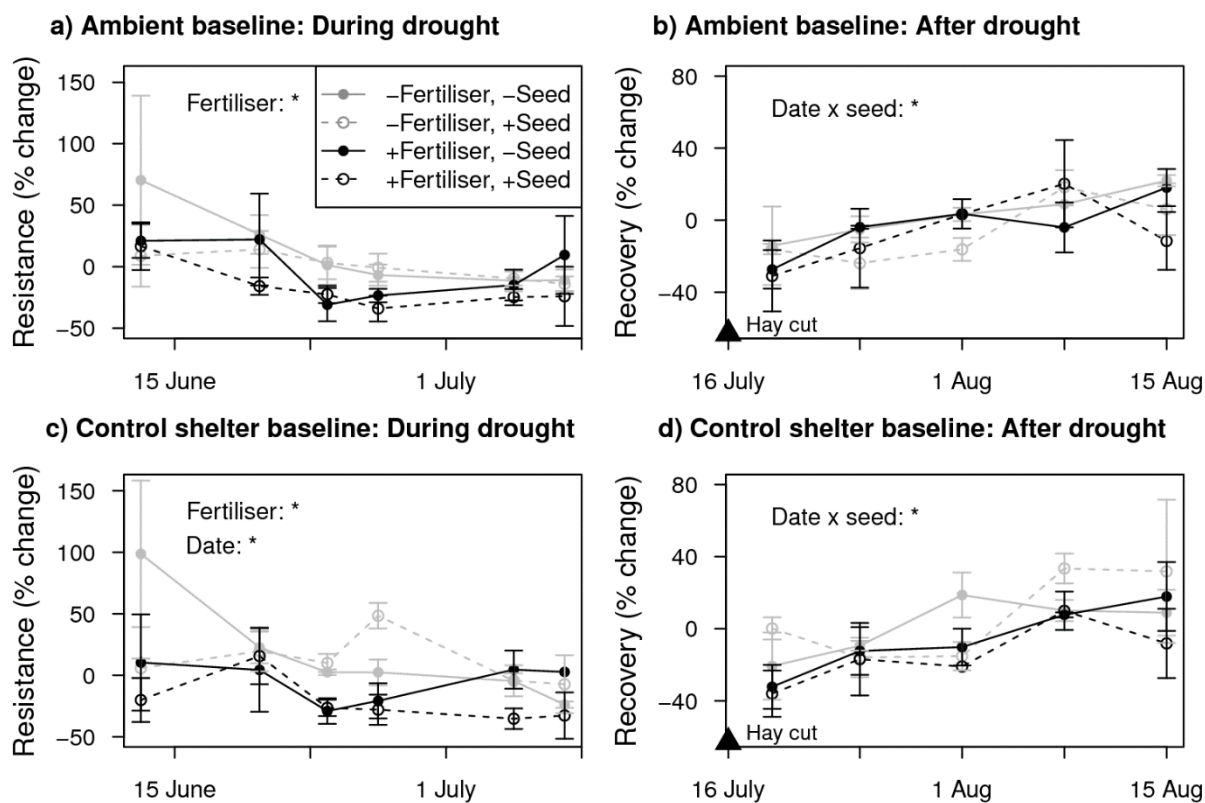 a) Ambient baseline: During drought
Resistance (% change)
150
100
50
0
−50
Fertiliser: *
−Fertiliser, −Seed
−Fertiliser, +Seed
+Fertiliser, −Seed
+Fertiliser, +Seed
15 June
1 July
b) Ambient baseline: After drought
Recovery (% change)
80
40
0
−40
Date x seed: *
Hay cut
16 July
1 Aug
15 Aug
c) Control shelter baseline: During drought
Resistance (% change)
150
100
50
0
−50
Fertiliser: *
Date: *
15 June
1 July
d) Control shelter baseline: After drought
Recovery (% change)
80
40
0
−40
Date x seed: *
Hay cut
16 July
1 Aug
15 Aug